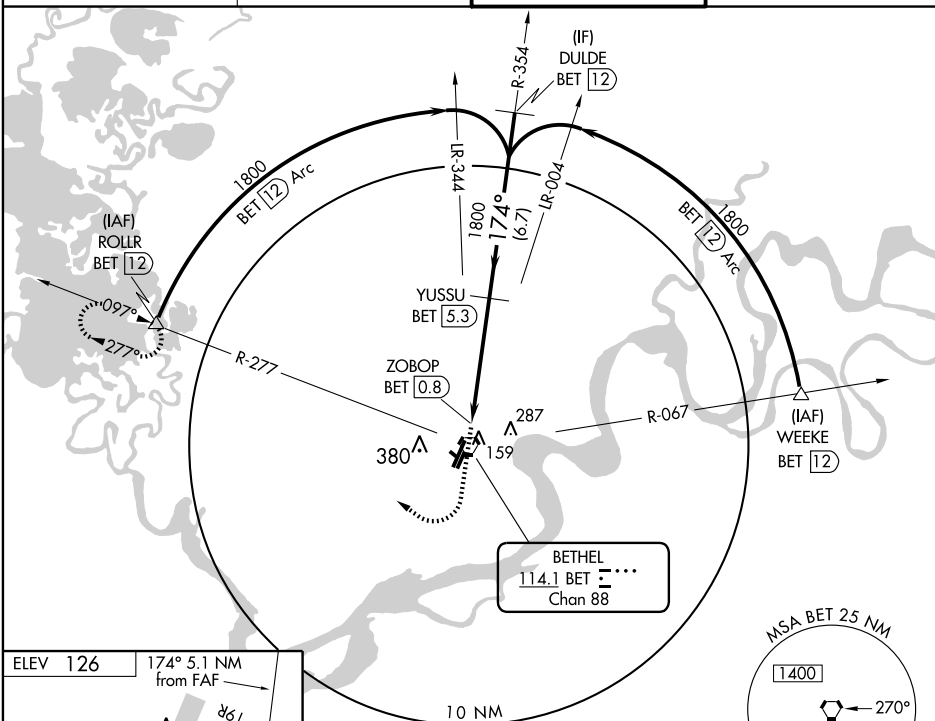 R-354
(IF)
DULDE
BET 12
1800
BET 12 Arc
LR-344
1800
174°
(6.7)
LR-004
1800
BET 12 Arc
(IAF)
ROLLR
BET 12
097°
277°
R-277
YUSSU
BET 5.3
ZOBOP
BET 0.8
287
159
380
R-067
(IAF)
WEEKE
BET 12
BETHEL
114.1 BET
Chan 88
MSA BET 25 NM
1400
270°
ELEV 126
174° 5.1 NM
from FAF
19R
10 NM